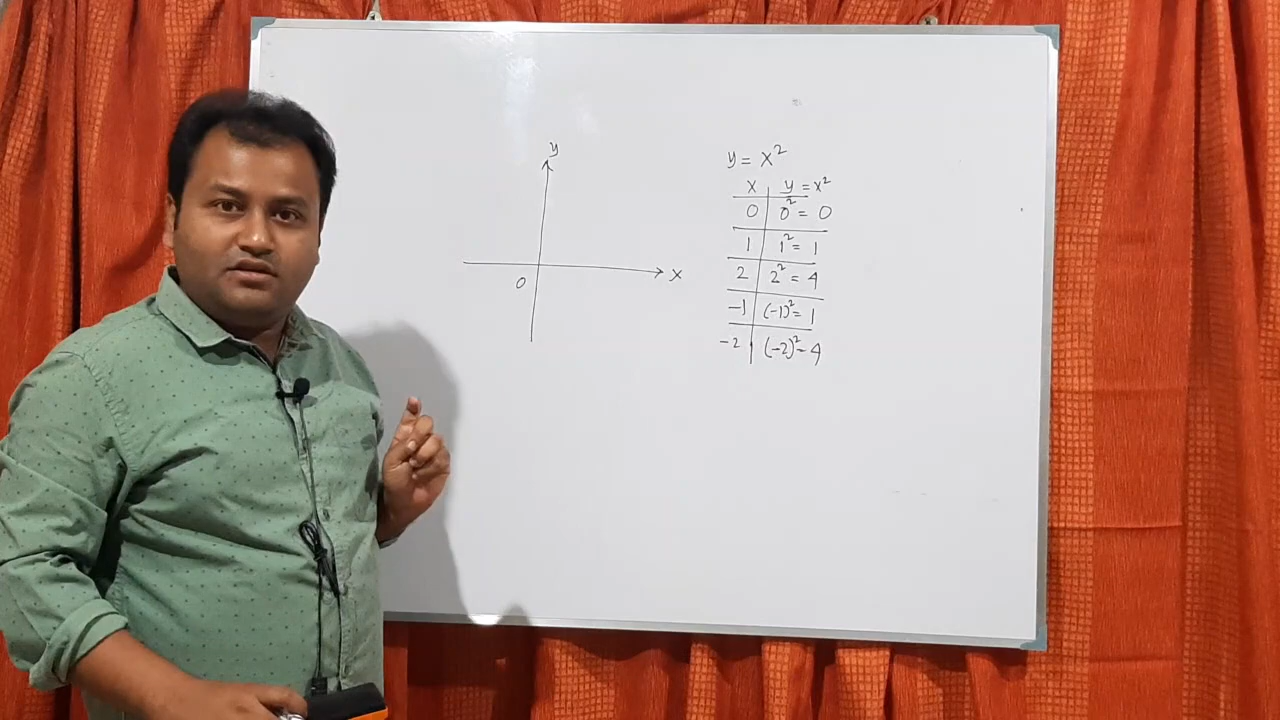 y
0
x
y = x²
x y = x²
0 0² = 0
1 1² = 1
2 2² = 4
-1 (-1)² = 1
-2 (-2)² - 4